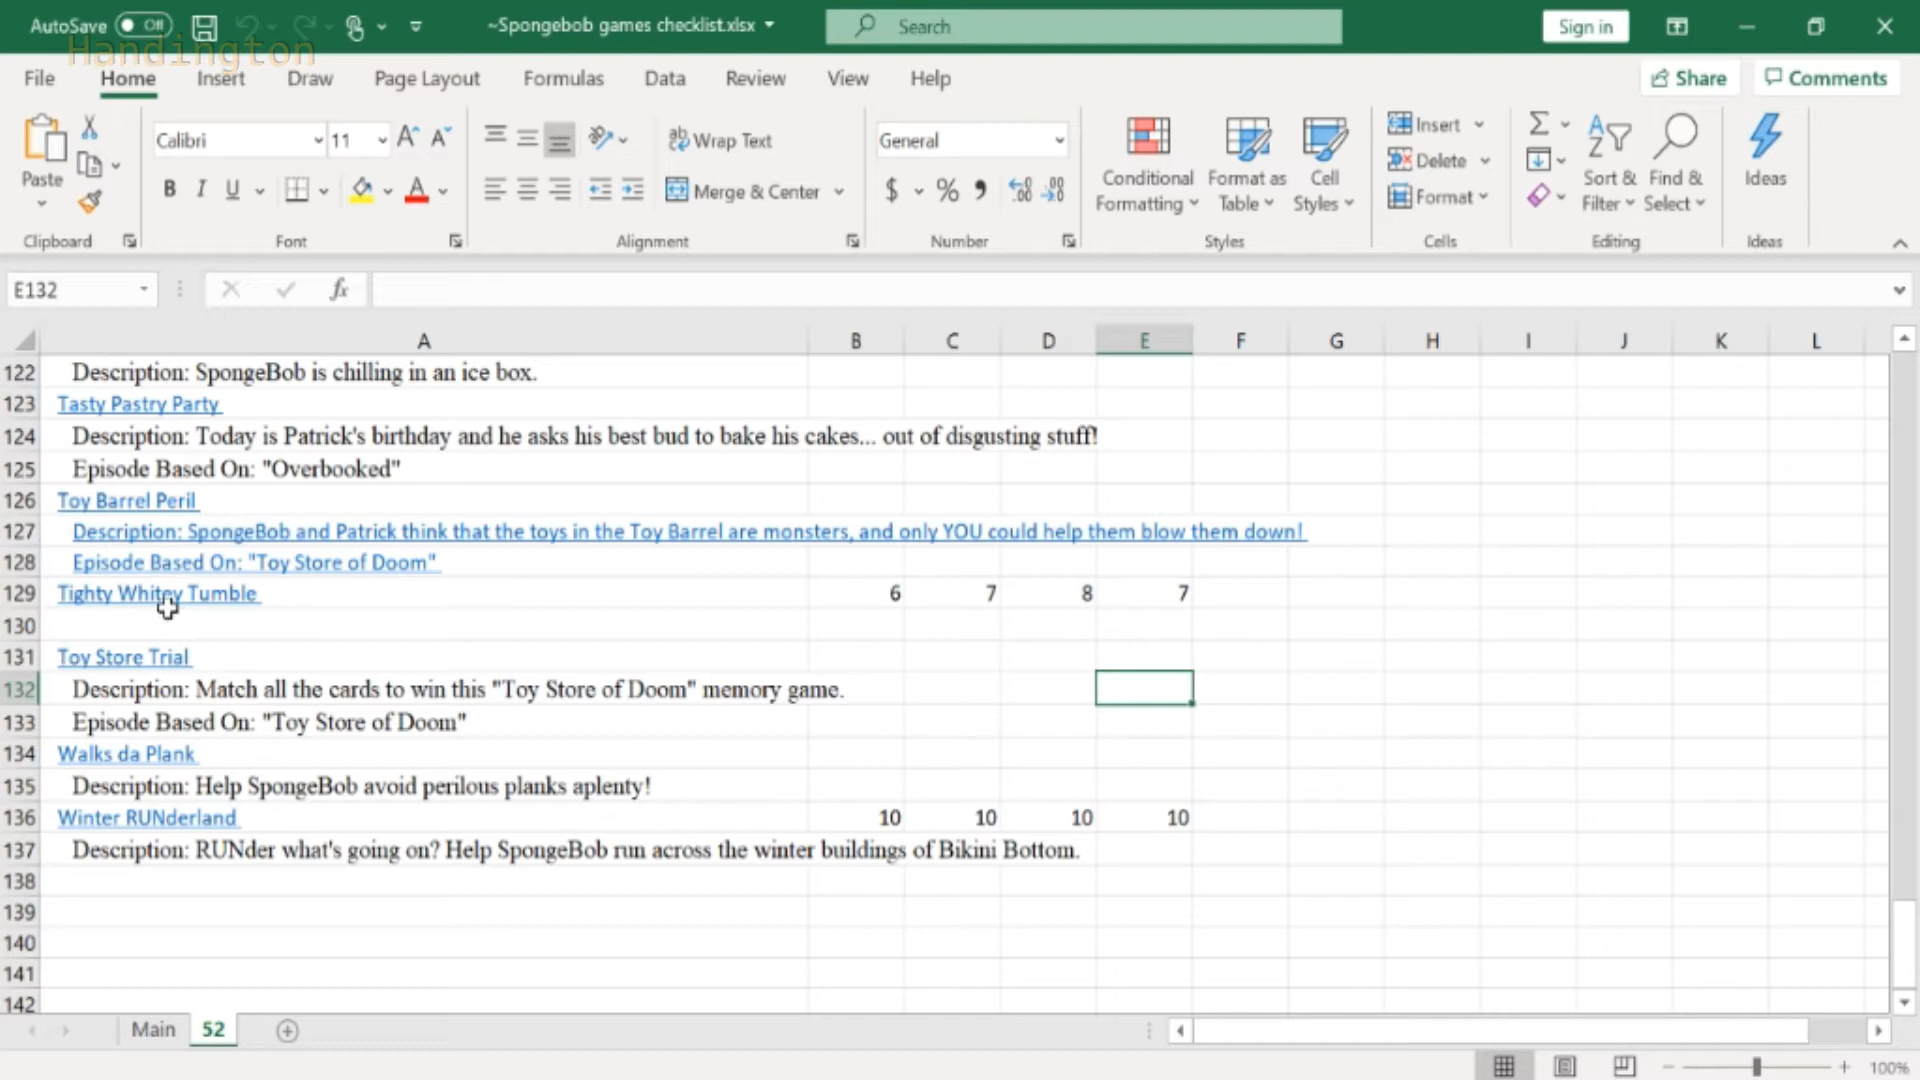 AutoSave Off ~Spongebob games checklist.xlsx Search Sign in
Handington
File Home Insert Draw Page Layout Formulas Data Review View Help Share Comments
Paste Calibri 11 Wrap Text General Insert
B I U Merge & Center $ % Conditional Formatting Format as Table Cell Styles Delete Format Sort & Filter Find & Select Ideas
Clipboard Font Alignment Number Styles Cells Editing Ideas
E132 fx
A B C D E F G H I J K L
122 Description: SpongeBob is chilling in an ice box.
123 Tasty Pastry Party
124 Description: Today is Patrick's birthday and he asks his best bud to bake his cakes... out of disgusting stuff!
125 Episode Based On: "Overbooked"
126 Toy Barrel Peril
127 Description: SpongeBob and Patrick think that the toys in the Toy Barrel are monsters, and only YOU could help them blow them down!
128 Episode Based On: "Toy Store of Doom"
129 Tighty Whitey Tumble 6 7 8 7
130
131 Toy Store Trial
132 Description: Match all the cards to win this "Toy Store of Doom" memory game.
133 Episode Based On: "Toy Store of Doom"
134 Walks da Plank
135 Description: Help SpongeBob avoid perilous planks aplenty!
136 Winter RUNderland 10 10 10 10
137 Description: RUNder what's going on? Help SpongeBob run across the winter buildings of Bikini Bottom.
138
139
140
141
142
Main 52
100%